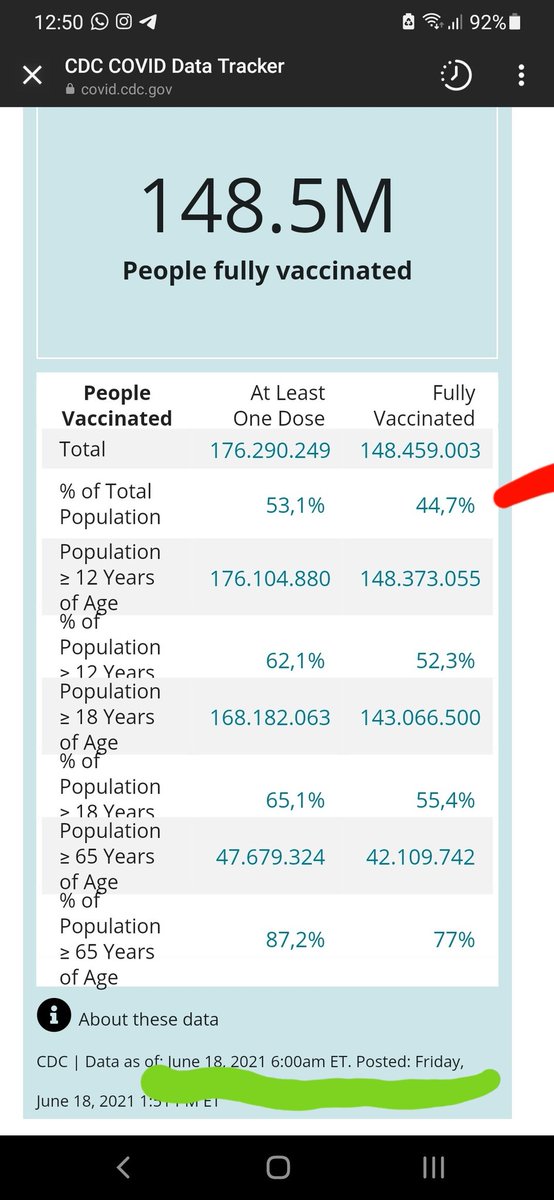 12:50 92%
CDC COVID Data Tracker
covid.cdc.gov
148.5M
People fully vaccinated
People Vaccinated At Least One Dose Fully Vaccinated
Total 176.290.249 148.459.003
% of Total Population 53,1% 44,7%
Population ≥ 12 Years of Age 176.104.880 148.373.055
% of Population ≥ 12 Years 62,1% 52,3%
Population ≥ 18 Years of Age 168.182.063 143.066.500
% of Population ≥ 18 Years 65,1% 55,4%
Population ≥ 65 Years of Age 47.679.324 42.109.742
% of Population ≥ 65 Years of Age 87,2% 77%
About these data
CDC | Data as of: June 18, 2021 6:00am ET. Posted: Friday,
June 18, 2021 ET